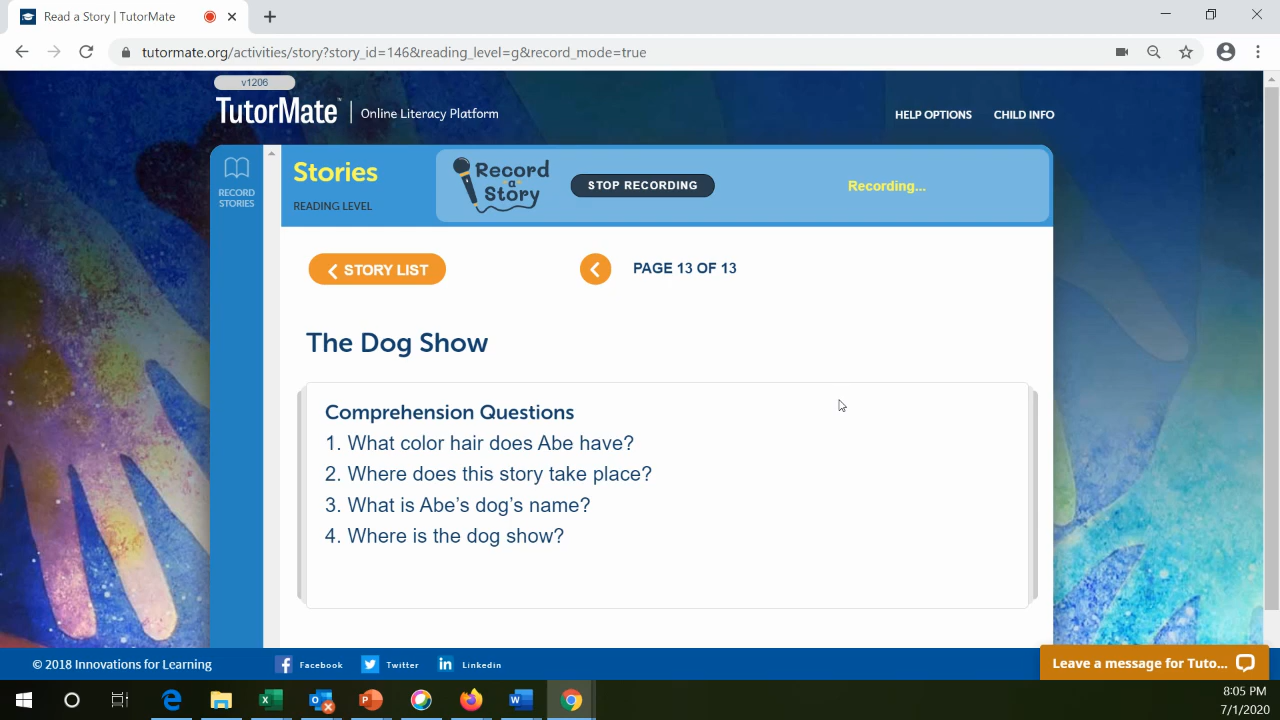 Read a Story | TutorMate
tutormate.org/activities/story?story_id=146&reading_level=g&record_mode=true
v1206
TutorMate™ | Online Literacy Platform
HELP OPTIONS
CHILD INFO
RECORD
STORIES
Stories
READING LEVEL
Record
a
Story
STOP RECORDING
Recording...
STORY LIST
PAGE 13 OF 13
The Dog Show
Comprehension Questions
1. What color hair does Abe have?
2. Where does this story take place?
3. What is Abe’s dog’s name?
4. Where is the dog show?
© 2018 Innovations for Learning
Facebook
Twitter
Linkedin
Leave a message for Tuto...
8:05 PM
7/1/2020